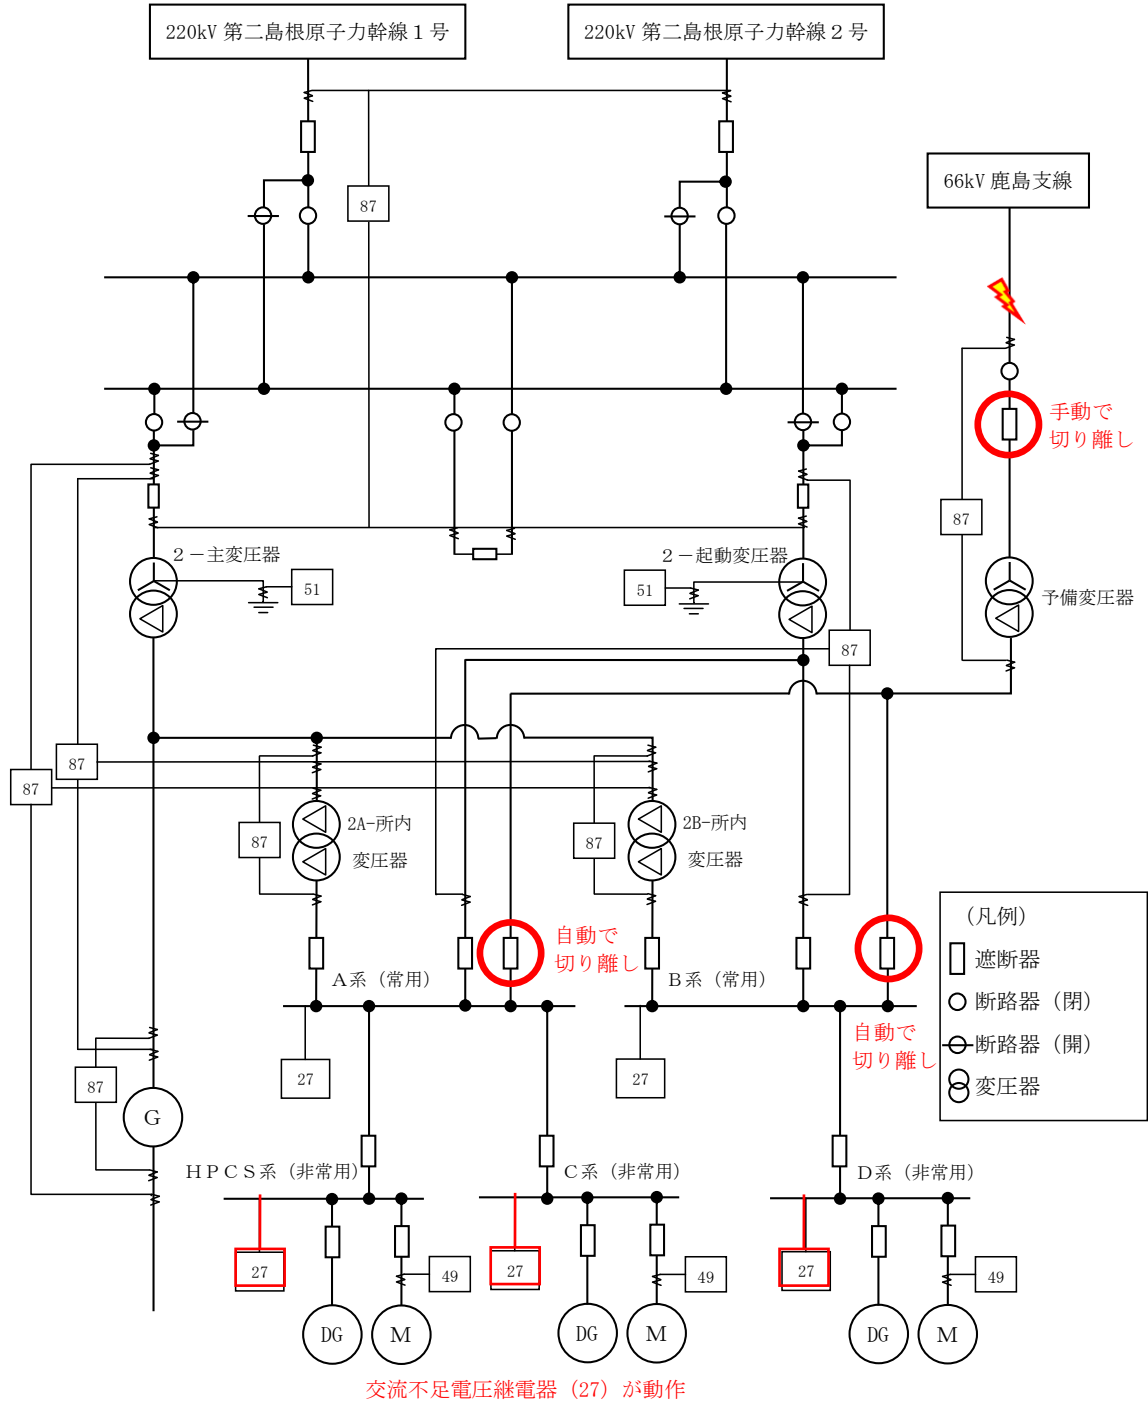 220kV 第二島根原子力幹線１号
220kV 第二島根原子力幹線２号
66kV 鹿島支線
87
手動で
切り離し
87
２－主変圧器
51
２－起動変圧器
51
予備変圧器
87
87
87
87
2A-所内
変圧器
87
2B-所内
変圧器
自動で
切り離し
Ａ系（常用）
Ｂ系（常用）
自動で
切り離し
（凡例）
遮断器
断路器（閉）
断路器（開）
変圧器
27
27
87
G
ＨＰＣＳ系（非常用）
Ｃ系（非常用）
Ｄ系（非常用）
27
49
27
49
27
49
DG
M
DG
M
DG
M
交流不足電圧継電器（27）が動作